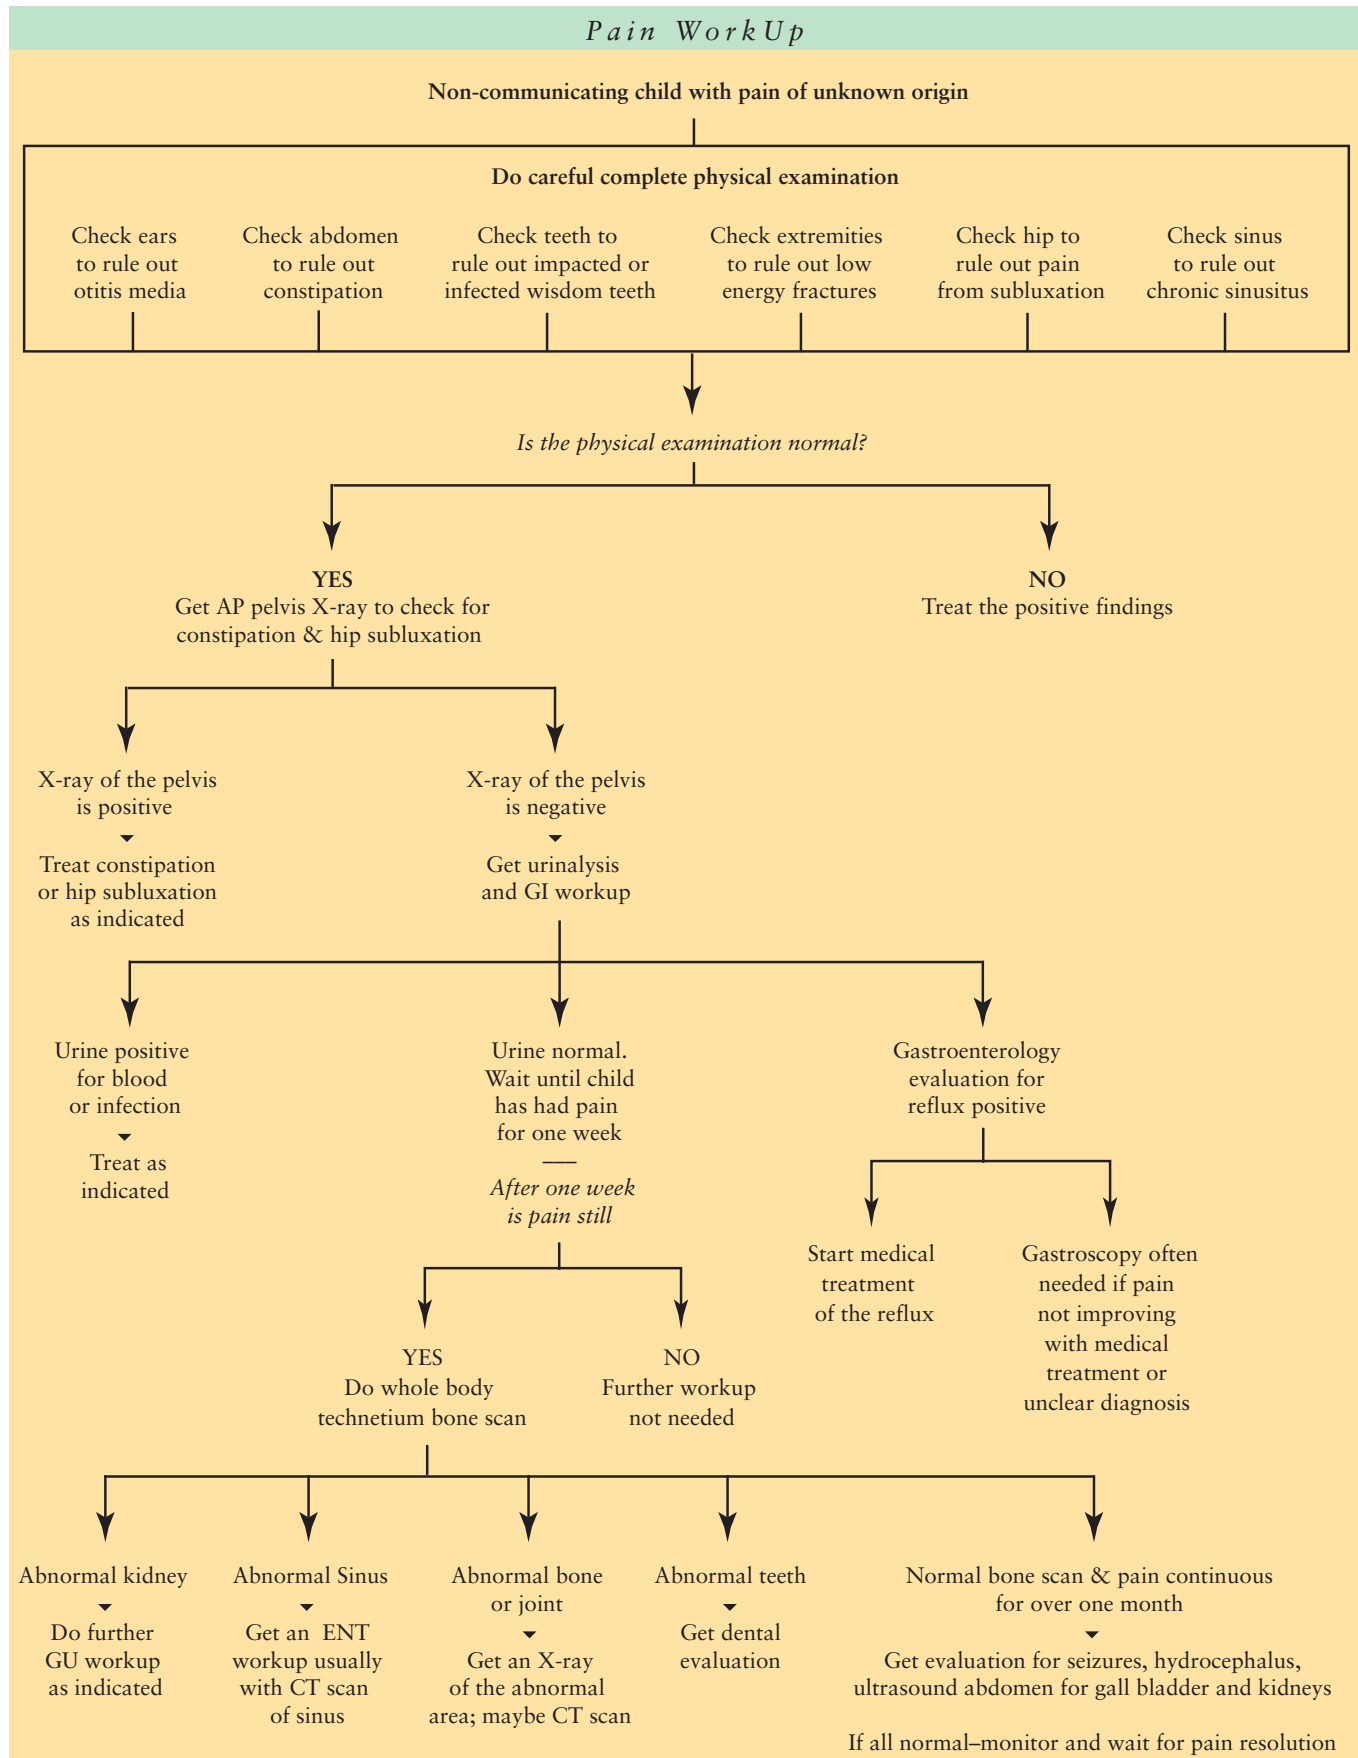 Pain WorkUp
Non-communicating child with pain of unknown origin
Do careful complete physical examination
Check ears
to rule out
otitis media
Check abdomen
to rule out
constipation
Check teeth to
rule out impacted or
infected wisdom teeth
Check extremities
to rule out low
energy fractures
Check hip to
rule out pain
from subluxation
Check sinus
to rule out
chronic sinusitus
Is the physical examination normal?
YES
Get AP pelvis X-ray to check for
constipation & hip subluxation
NO
Treat the positive findings
X-ray of the pelvis
is positive
Treat constipation
or hip subluxation
as indicated
X-ray of the pelvis
is negative
Get urinalysis
and GI workup
Urine positive
for blood
or infection
Treat as
indicated
Urine normal.
Wait until child
has had pain
for one week
After one week
is pain still
Gastroenterology
evaluation for
reflux positive
Start medical
treatment
of the reflux
Gastroscopy often
needed if pain
not improving
with medical
treatment or
unclear diagnosis
YES
Do whole body
technetium bone scan
NO
Further workup
not needed
Abnormal kidney
Do further
GU workup
as indicated
Abnormal Sinus
Get an ENT
workup usually
with CT scan
of sinus
Abnormal bone
or joint
Get an X-ray
of the abnormal
area; maybe CT scan
Abnormal teeth
Get dental
evaluation
Normal bone scan & pain continuous
for over one month
Get evaluation for seizures, hydrocephalus,
ultrasound abdomen for gall bladder and kidneys
If all normal–monitor and wait for pain resolution